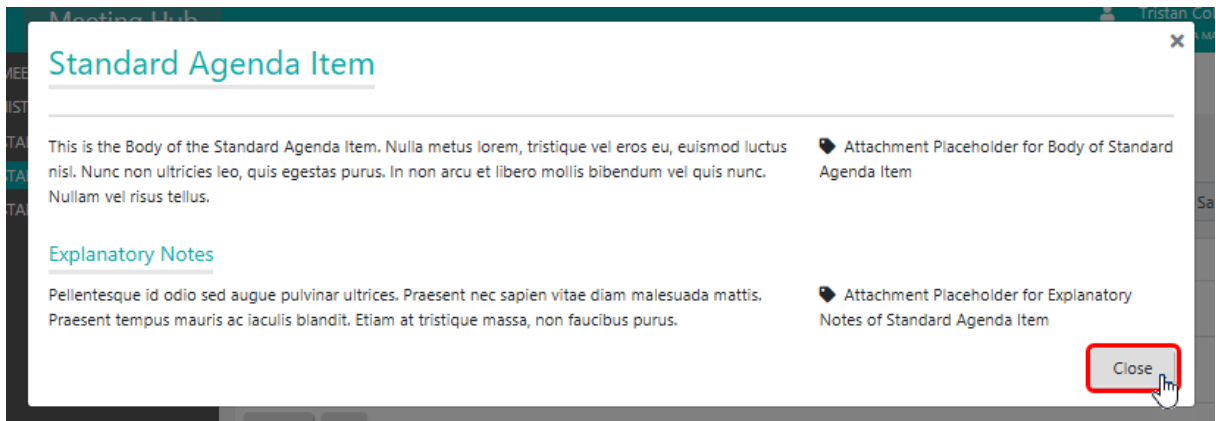 Meeting Hub
Tristan Co
Standard Agenda Item
This is the Body of the Standard Agenda Item. Nulla metus lorem, tristique vel eros eu, euismod luctus
nisl. Nunc non ultricies leo, quis egestas purus. In non arcu et libero mollis bibendum vel quis nunc.
Nullam vel risus tellus.
Attachment Placeholder for Body of Standard
Agenda Item
Explanatory Notes
Pellentesque id odio sed augue pulvinar ultrices. Praesent nec sapien vitae diam malesuada mattis.
Praesent tempus mauris ac iaculis blandit. Etiam at tristique massa, non faucibus purus.
Attachment Placeholder for Explanatory
Notes of Standard Agenda Item
Close